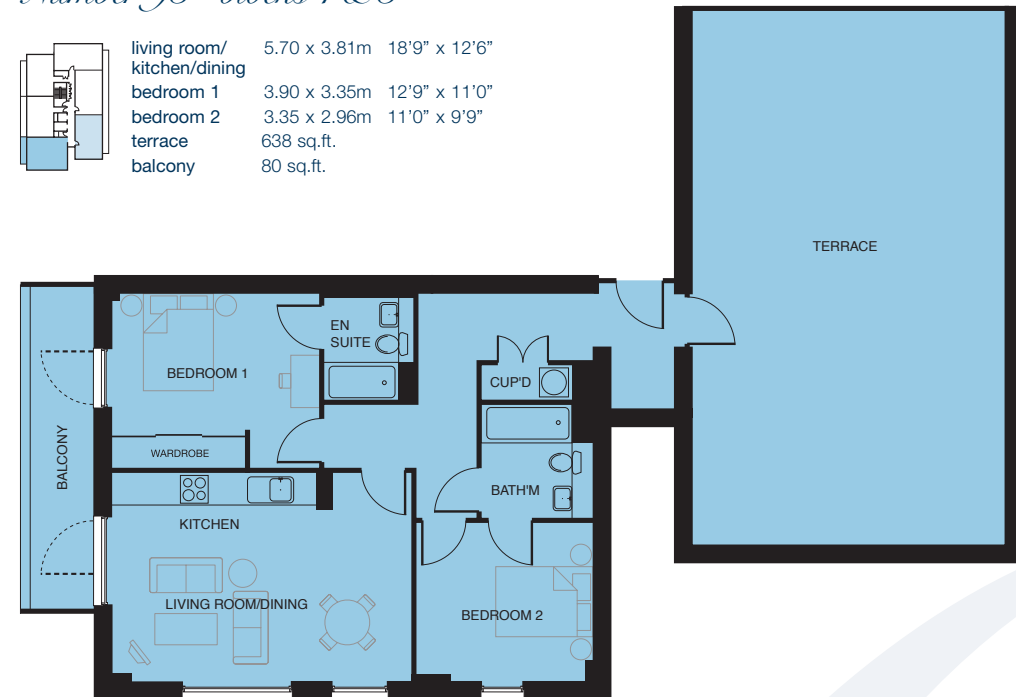 living room/ 5.70 x 3.81m 18’9” x 12’6”
kitchen/dining
bedroom 1 3.90 x 3.35m 12’9” x 11’0”
bedroom 2 3.35 x 2.96m 11’0” x 9’9”
terrace 638 sq.ft.
balcony 80 sq.ft.
TERRACE
EN
SUITE
BEDROOM 1
CUP'D
BALCONY
WARDROBE
BATH'M
KITCHEN
LIVING ROOM/DINING
BEDROOM 2